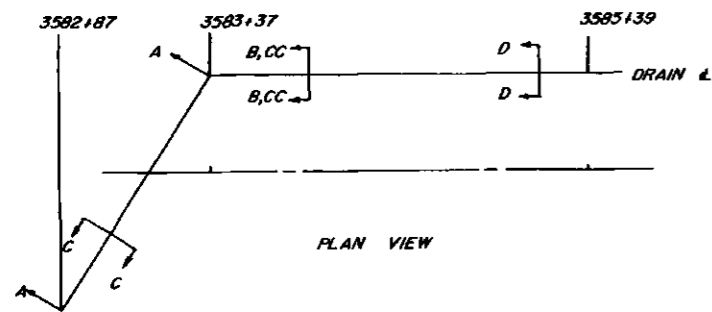 3582+87
3583+37
3585+39
A
B,CC
D
DRAIN ℄
B,CC
D
C
C
A
PLAN VIEW